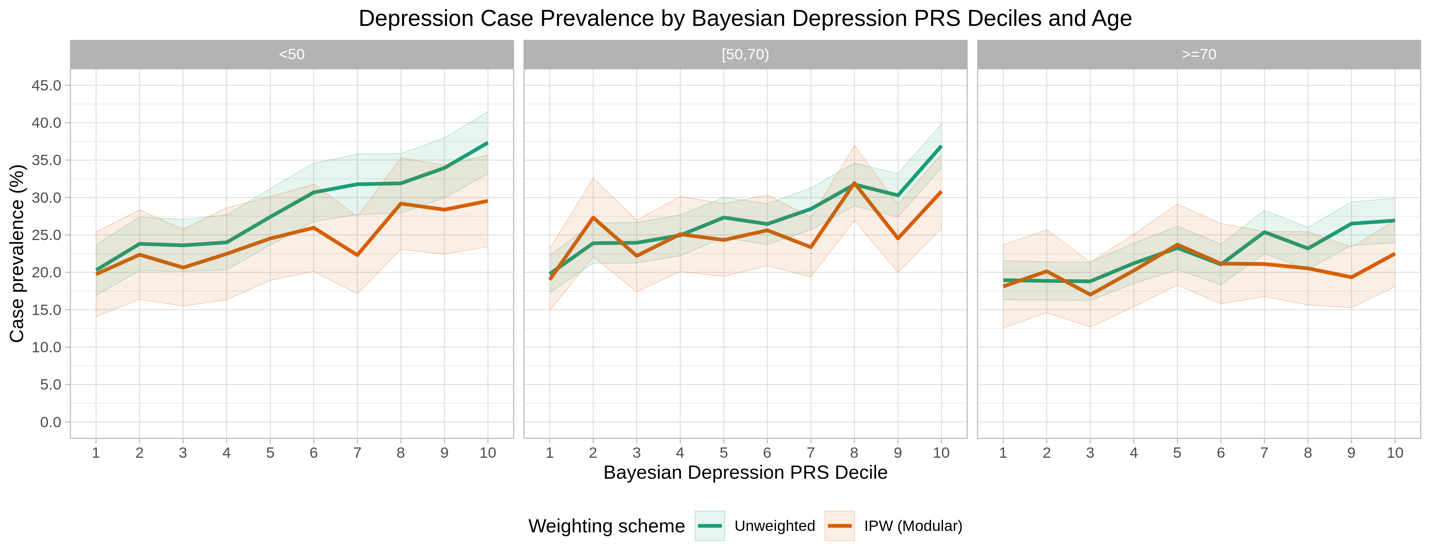 Depression Case Prevalence by Bayesian Depression PRS Deciles and Age
<50 [50,70) >=70
Case prevalence (%)
45.0
40.0
35.0
30.0
25.0
20.0
15.0
10.0
5.0
0.0
1 2 3 4 5 6 7 8 9 10 1 2 3 4 5 6 7 8 9 10 1 2 3 4 5 6 7 8 9 10
Bayesian Depression PRS Decile
Weighting scheme Unweighted IPW (Modular)